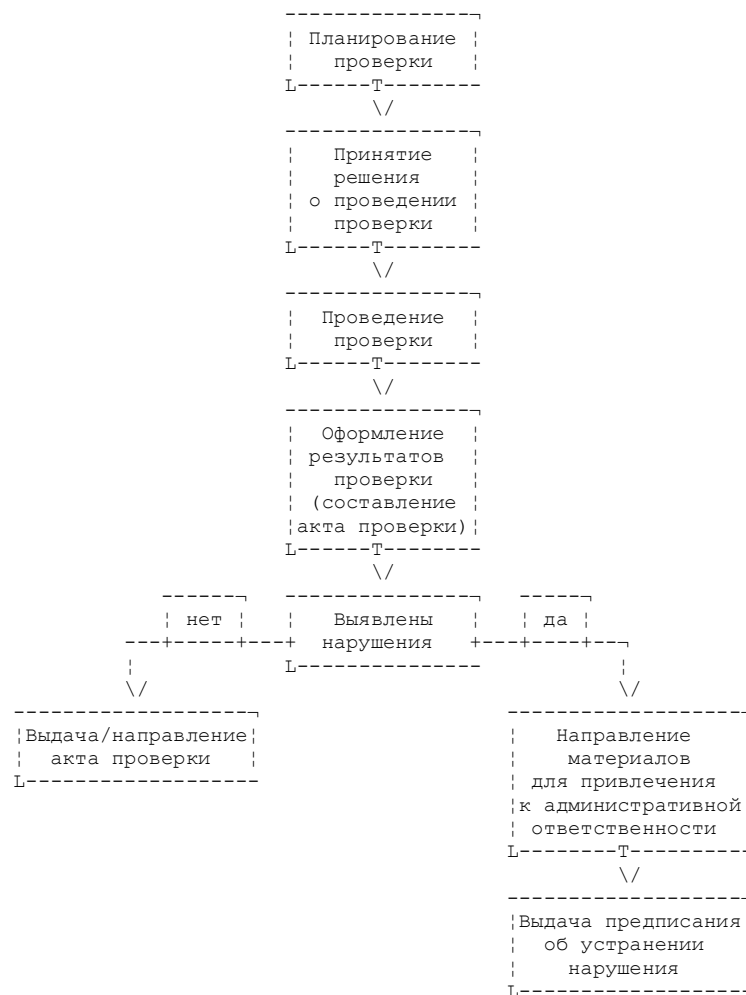 Планирование
проверки
Принятие
решения
о проведении
проверки
Проведение
проверки
Оформление
результатов
проверки
(составление
акта проверки)
нет
Выявлены
нарушения
да
Выдача/направление
акта проверки
Направление
материалов
для привлечения
к административной
ответственности
Выдача предписания
об устранении
нарушения